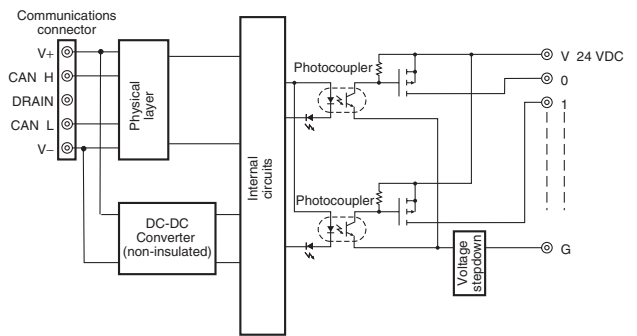 Communications
connector
V+
CAN H
DRAIN
CAN L
V−
Physical
layer
DC-DC
Converter
(non-insulated)
Internal
circuits
Photocoupler
Photocoupler
Voltage
stepdown
V 24 VDC
0
1
G